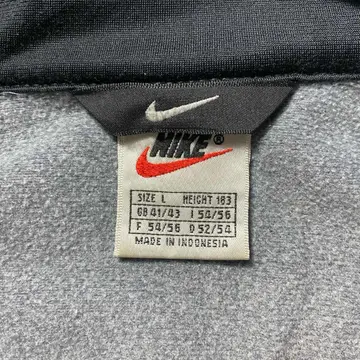 NIKE®
SIZE L HEIGHT 183
GB 41/43 I 54/56
F 54/56 D 52/54
MADE IN INDONESIA